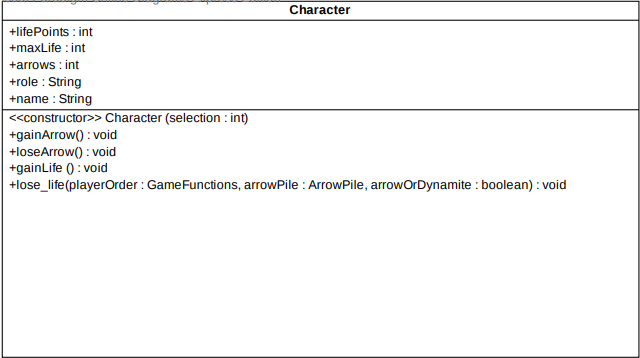 Character
+lifePoints : int
+maxLife : int
+arrows : int
+role : String
+name : String
<<constructor>> Character (selection : int)
+gainArrow() : void
+loseArrow() : void
+gainLife () : void
+lose_life(playerOrder : GameFunctions, arrowPile : ArrowPile, arrowOrDynamite : boolean) : void